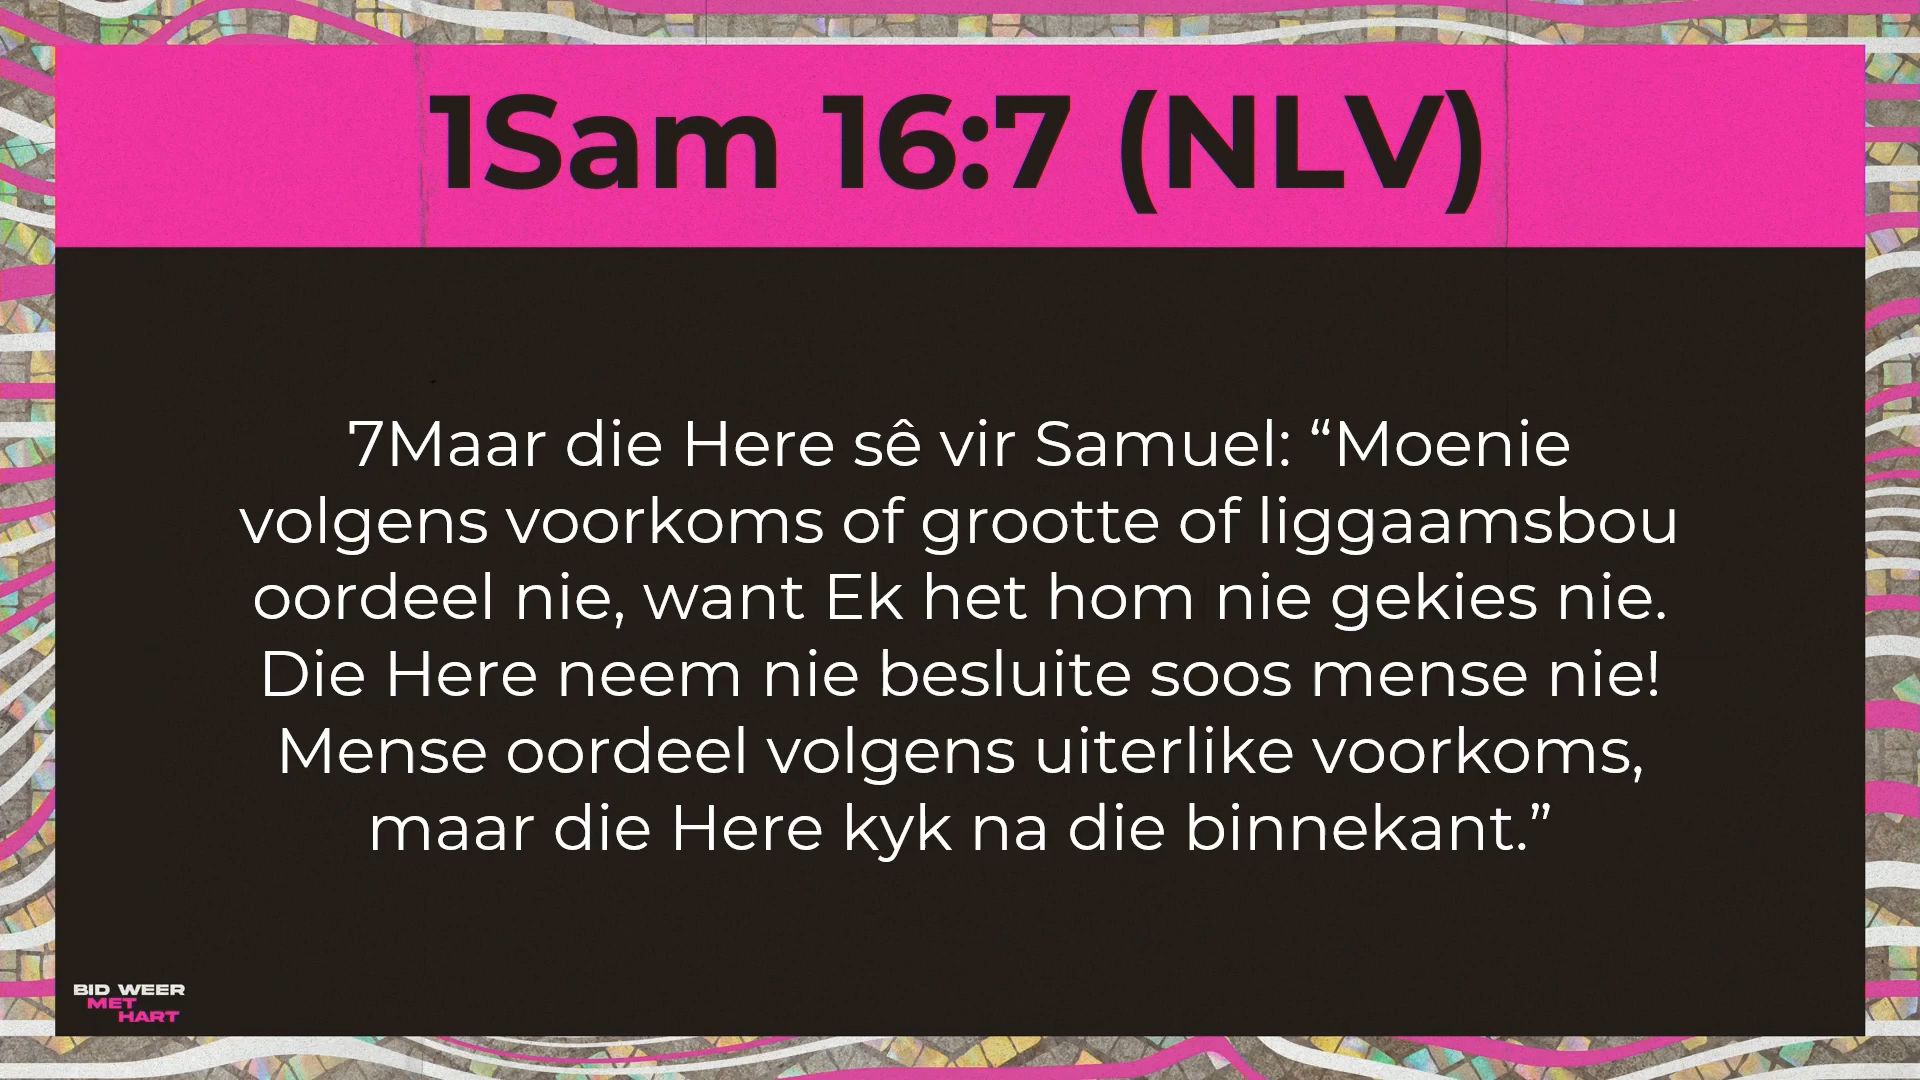 1Sam 16:7 (NLV)
7Maar die Here sê vir Samuel: “Moenie
volgens voorkoms of grootte of liggaamsbou
oordeel nie, want Ek het hom nie gekies nie.
Die Here neem nie besluite soos mense nie!
Mense oordeel volgens uiterlike voorkoms,
maar die Here kyk na die binnekant.”
BID WEER
MET
HART